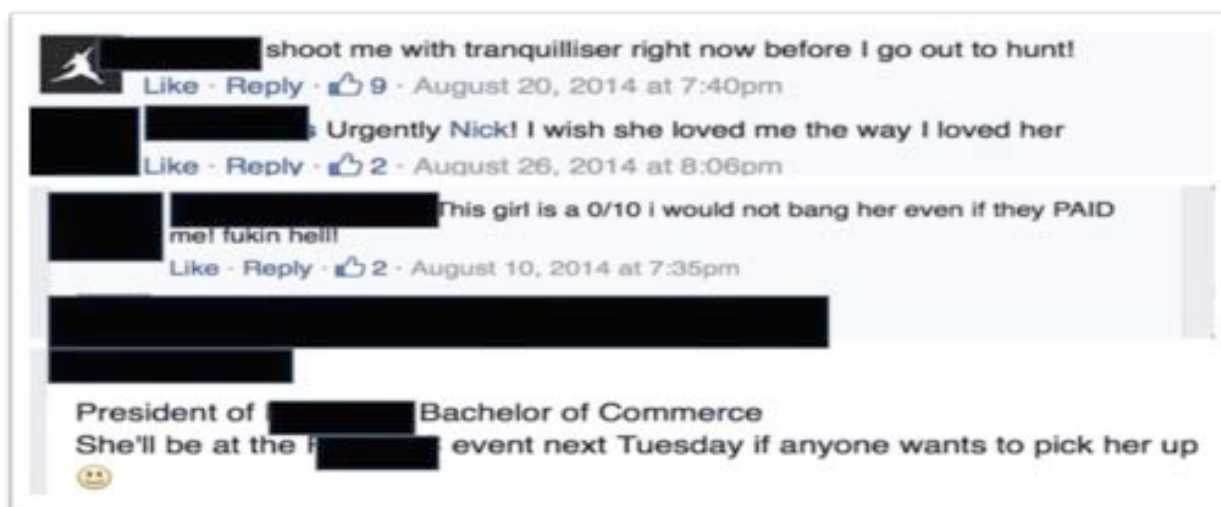 shoot me with tranquilliser right now before I go out to hunt!
Like · Reply · 9 · August 20, 2014 at 7:40pm
Urgently Nick! I wish she loved me the way I loved her
Like · Reply · 2 · August 26, 2014 at 8:06pm
This girl is a 0/10 i would not bang her even if they PAID
me! fukin hell!
Like · Reply · 2 · August 10, 2014 at 7:35pm
President of Bachelor of Commerce
She'll be at the event next Tuesday if anyone wants to pick her up